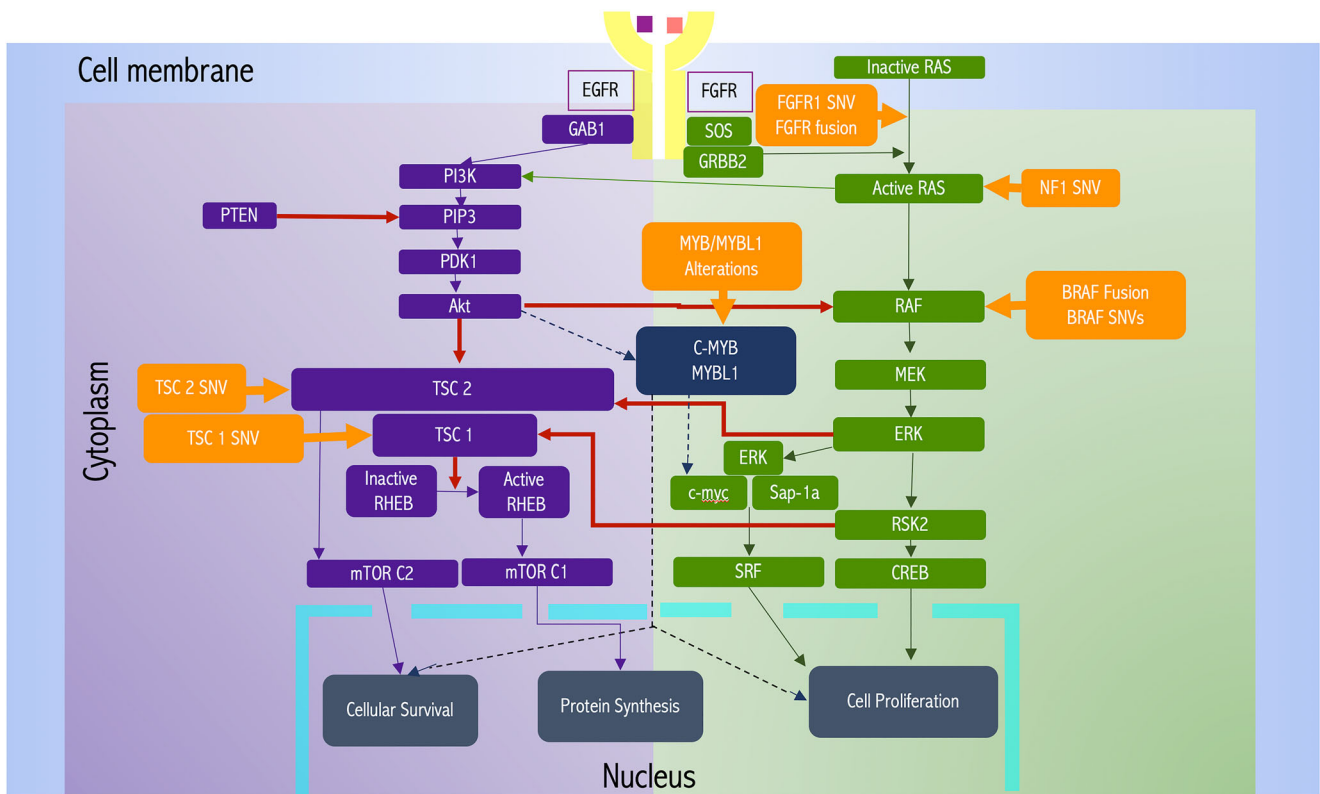 Cell membrane
Inactive RAS
EGFR
FGFR
FGFR1 SNV
FGFR fusion
GAB1
SOS
GRBB2
PI3K
Active RAS
NF1 SNV
PTEN
PIP3
MYB/MYBL1
Alterations
PDK1
Akt
RAF
BRAF Fusion
BRAF SNVs
C-MYB
MYBL1
Cytoplasm
TSC 2 SNV
TSC 2
MEK
TSC 1 SNV
TSC 1
ERK
ERK
Inactive
RHEB
Active
RHEB
c-myc
Sap-1a
RSK2
mTOR C2
mTOR C1
SRF
CREB
Cellular Survival
Protein Synthesis
Cell Proliferation
Nucleus